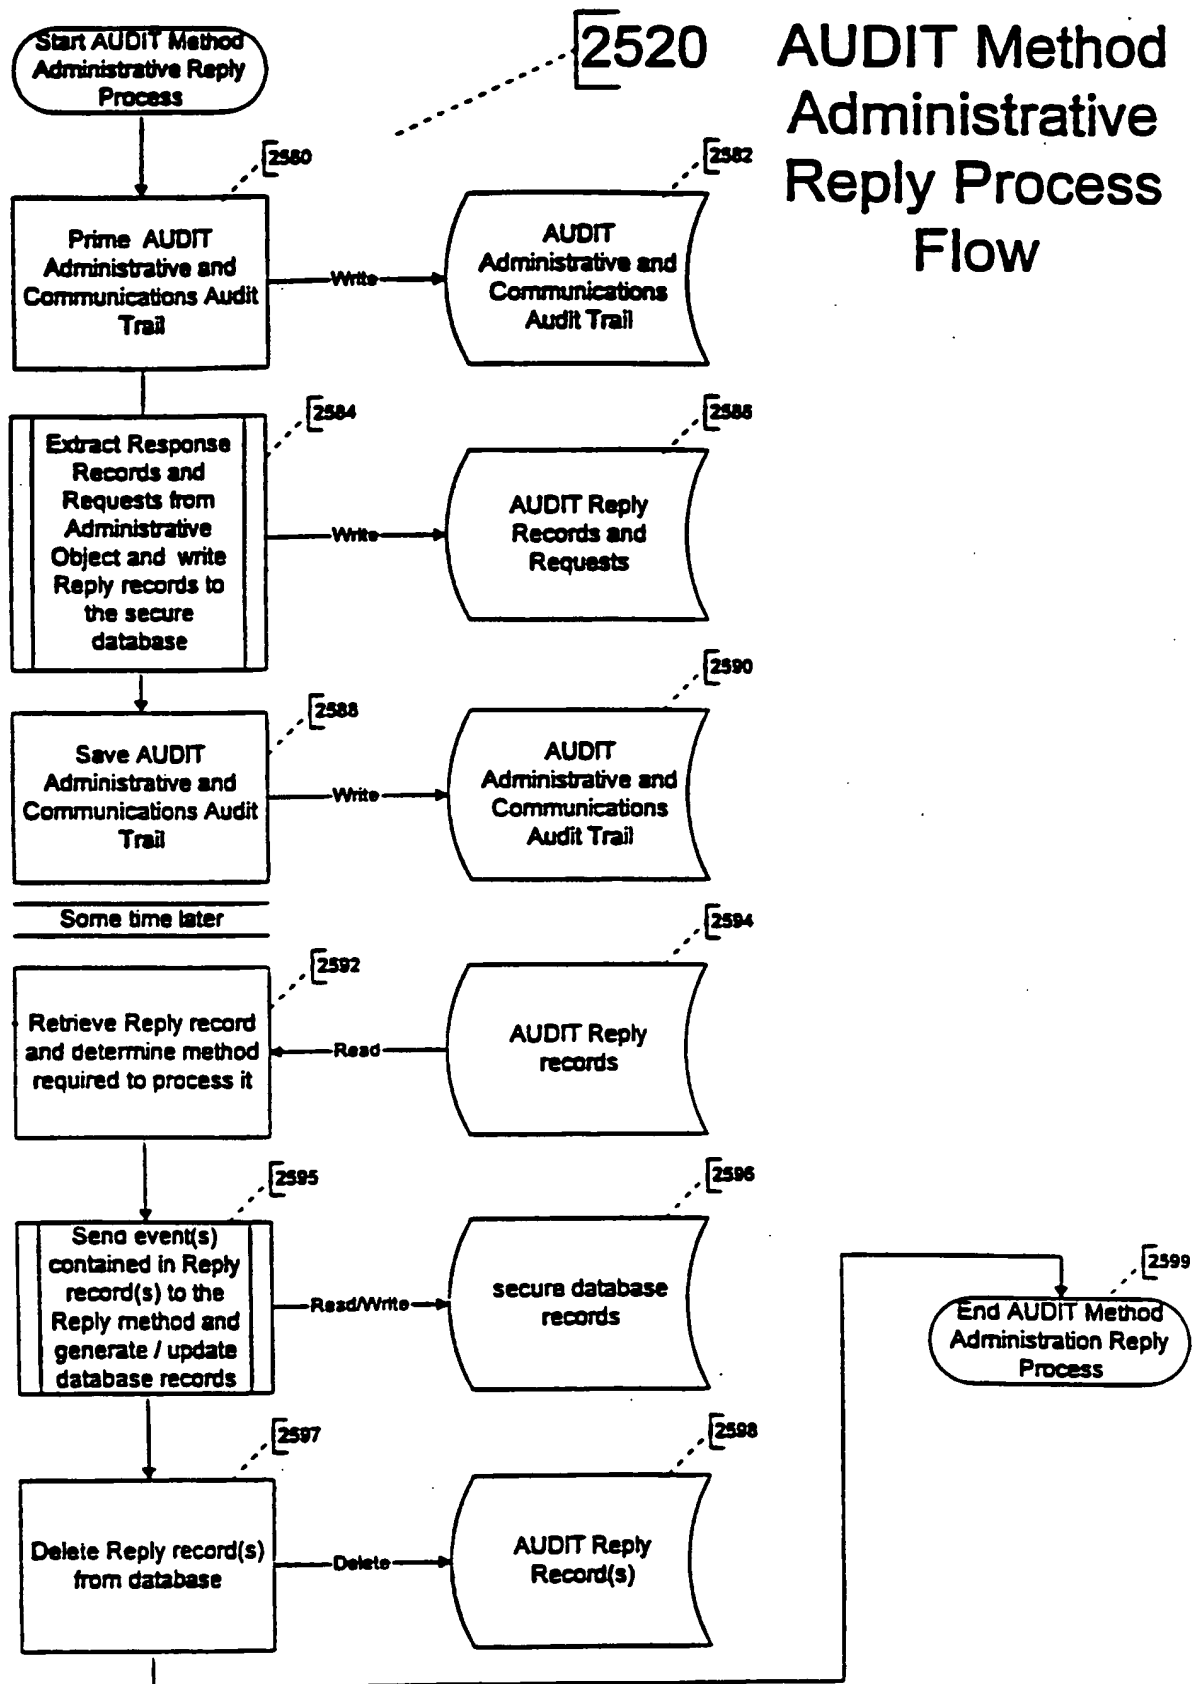 Start AUDIT Method
Administrative Reply
Process
2520
AUDIT Method
Administrative
Reply Process
Flow
2580
Prime AUDIT
Administrative and
Communications Audit
Trail
Write
2582
AUDIT
Administrative and
Communications
Audit Trail
2584
Extract Response
Records and
Requests from
Administrative
Object and write
Reply records to
the secure
database
Write
2586
AUDIT Reply
Records and
Requests
2588
Save AUDIT
Administrative and
Communications Audit
Trail
Write
2590
AUDIT
Administrative and
Communications
Audit Trail
Some time later
2592
Retrieve Reply record
and determine method
required to process it
Read
2594
AUDIT Reply
records
2595
Send event(s)
contained in Reply
record(s) to the
Reply method and
generate / update
database records
Read/Write
2596
secure database
records
2597
Delete Reply record(s)
from database
Delete
2598
AUDIT Reply
Record(s)
2599
End AUDIT Method
Administration Reply
Process